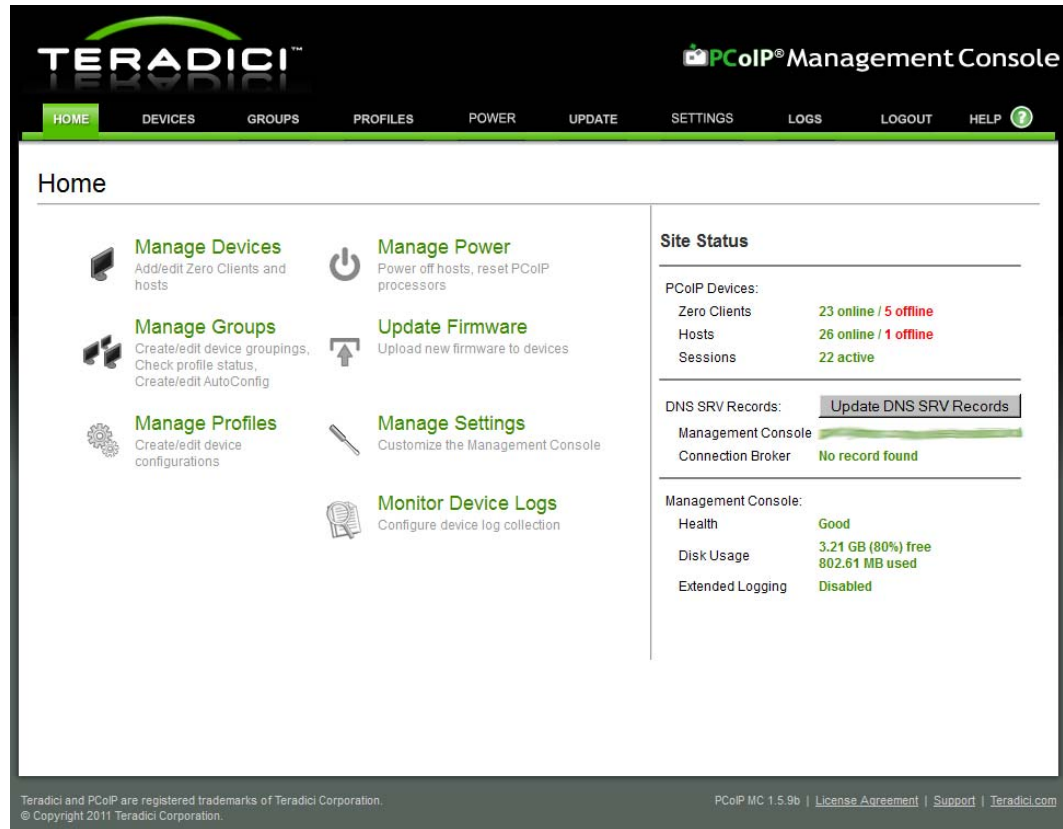 TERADICI™
PCoIP® Management Console
HOME DEVICES GROUPS PROFILES POWER UPDATE SETTINGS LOGS LOGOUT HELP ?
Home
Manage Devices
Add/edit Zero Clients and
hosts
Manage Power
Power off hosts, reset PCoIP
processors
Manage Groups
Create/edit device groupings,
Check profile status,
Create/edit AutoConfig
Update Firmware
Upload new firmware to devices
Manage Profiles
Create/edit device
configurations
Manage Settings
Customize the Management Console
Monitor Device Logs
Configure device log collection
Site Status
PCoIP Devices:
Zero Clients 23 online / 5 offline
Hosts 26 online / 1 offline
Sessions 22 active
DNS SRV Records: Update DNS SRV Records
Management Console
Connection Broker No record found
Management Console:
Health Good
Disk Usage 3.21 GB (80%) free
802.61 MB used
Extended Logging Disabled
Teradici and PCoIP are registered trademarks of Teradici Corporation.
© Copyright 2011 Teradici Corporation.
PCoIP MC 1.5.9b | License Agreement | Support | Teradici.com